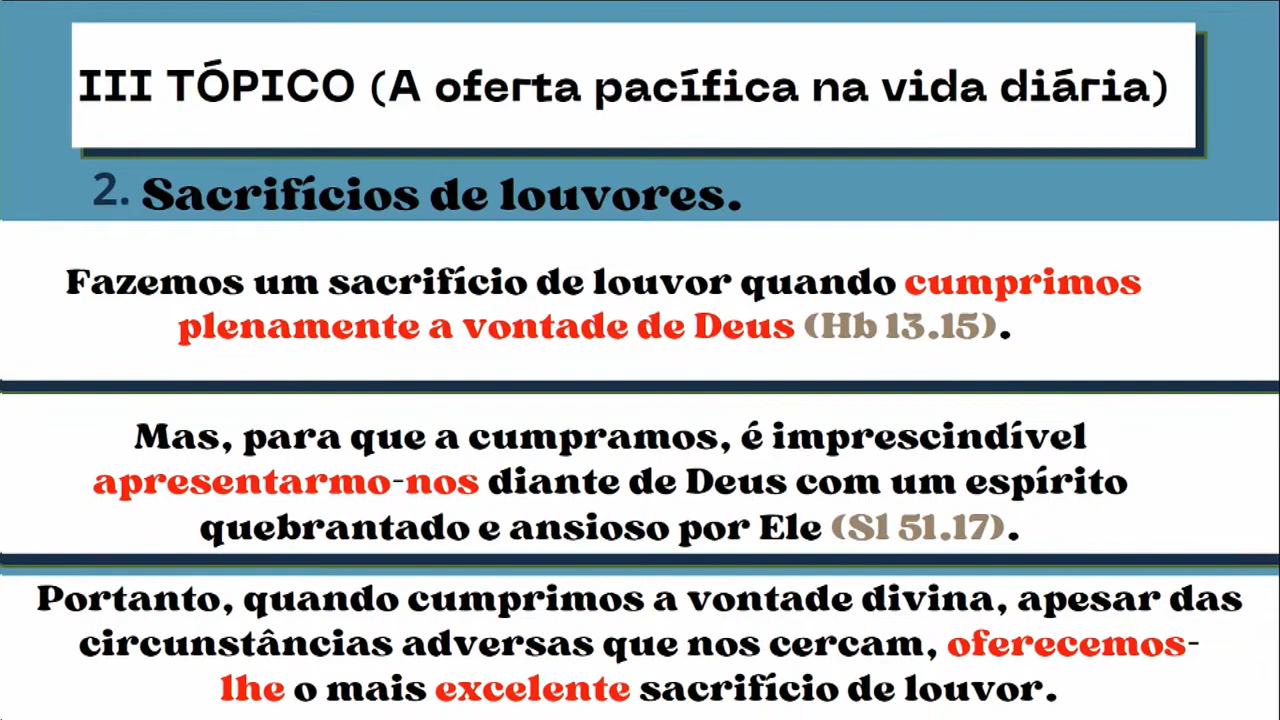 III TÓPICO (A oferta pacífica na vida diária)
2. Sacrifícios de louvores.
Fazemos um sacrifício de louvor quando cumprimos
plenamente a vontade de Deus (Hb 13.15).
Mas, para que a cumpramos, é imprescindível
apresentarmo-nos diante de Deus com um espírito
quebrantado e ansioso por Ele (Sl 51.17).
Portanto, quando cumprimos a vontade divina, apesar das
circunstâncias adversas que nos cercam, oferecemos-
lhe o mais excelente sacrifício de louvor.